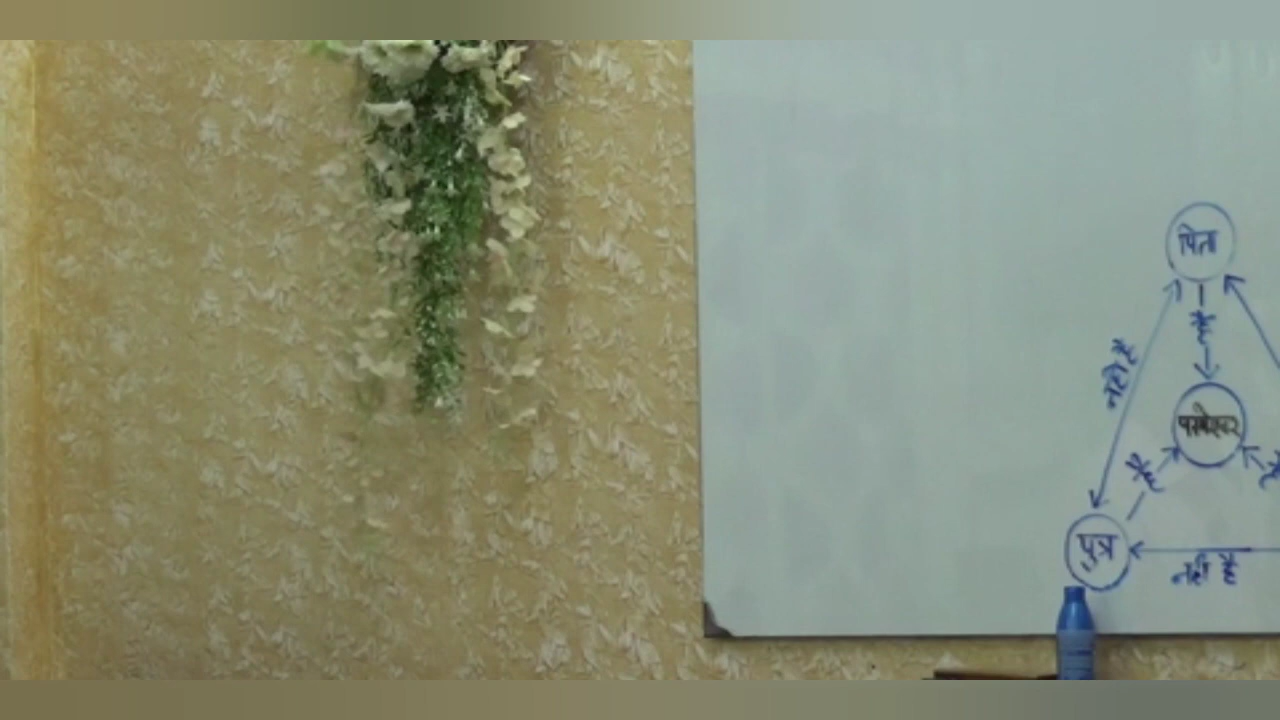 पिता
है
नहीं है
परमेश्वर
है
है
पुत्र
नहीं है